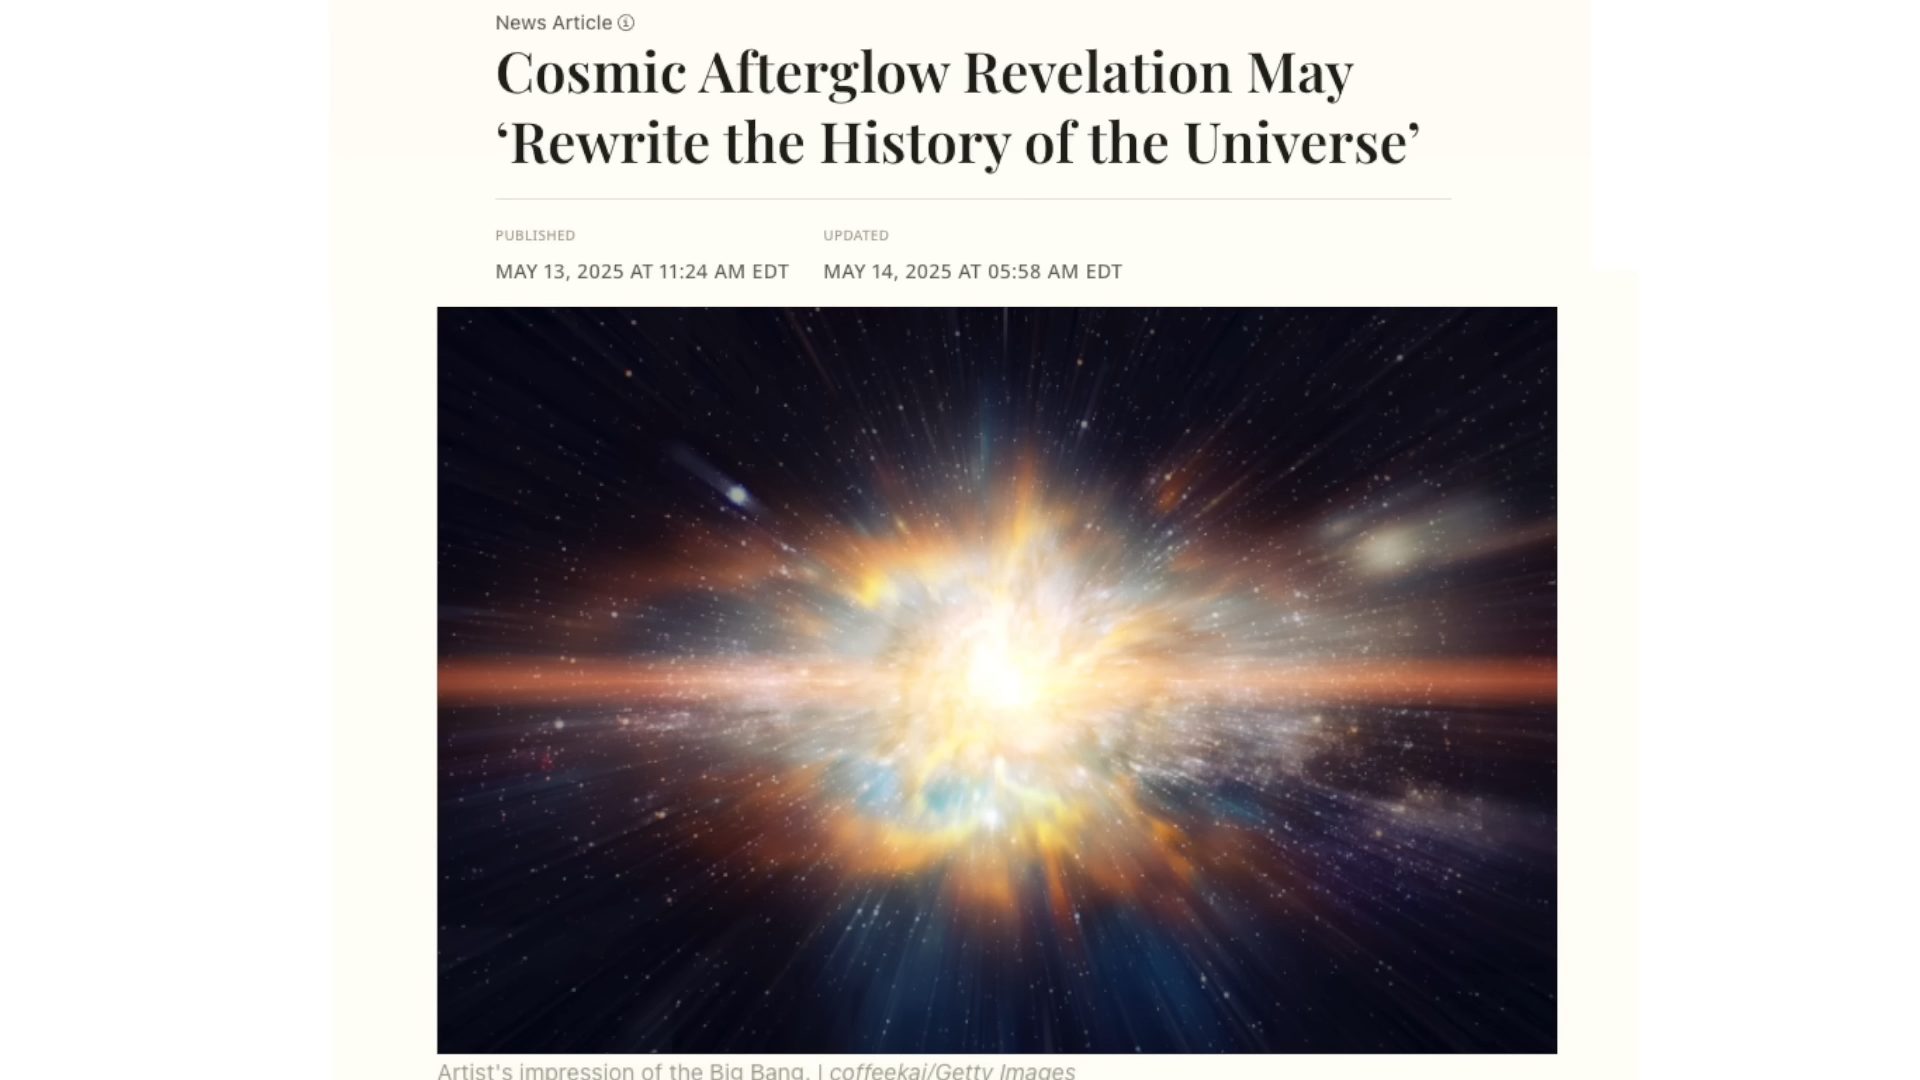 News Article ⓘ
Cosmic Afterglow Revelation May
‘Rewrite the History of the Universe’
PUBLISHED
UPDATED
MAY 13, 2025 AT 11:24 AM EDT
MAY 14, 2025 AT 05:58 AM EDT
Artist's impression of the Big Bang. | coffeekai/Getty Images